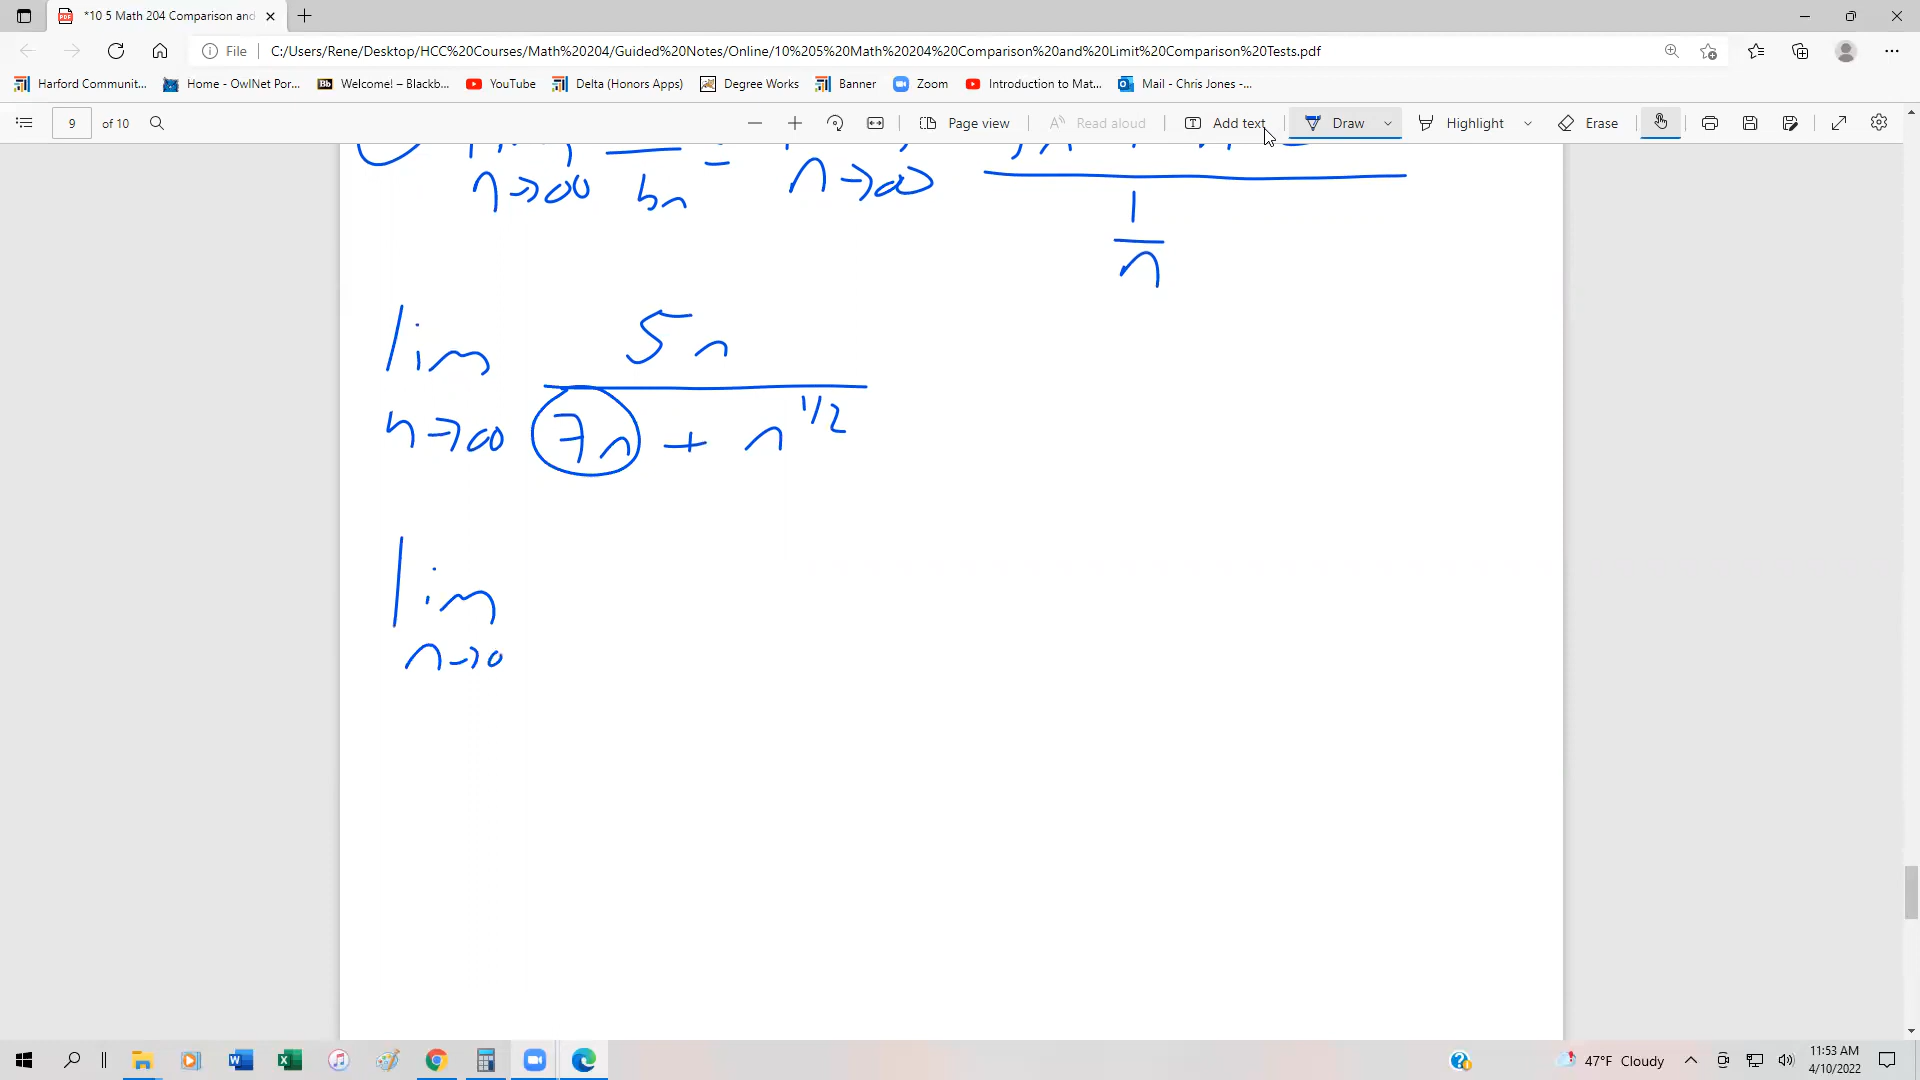 *10 5 Math 204 Comparison and
File C:/Users/Rene/Desktop/HCC%20Courses/Math%20204/Guided%20Notes/Online/10%205%20Math%20204%20Comparison%20and%20Limit%20Comparison%20Tests.pdf
Harford Communit... Home - OwlNet Por... Bb Welcome! – Blackb... YouTube Delta (Honors Apps) Degree Works Banner Zoom Introduction to Mat... Mail - Chris Jones -...
9 of 10 Page view Read aloud Add text Draw Highlight Erase
n→∞ bn = n→∞
1
n
lim 5n
n→∞ 7n + n^1/2
lim
n→0
47°F Cloudy 11:53 AM
4/10/2022